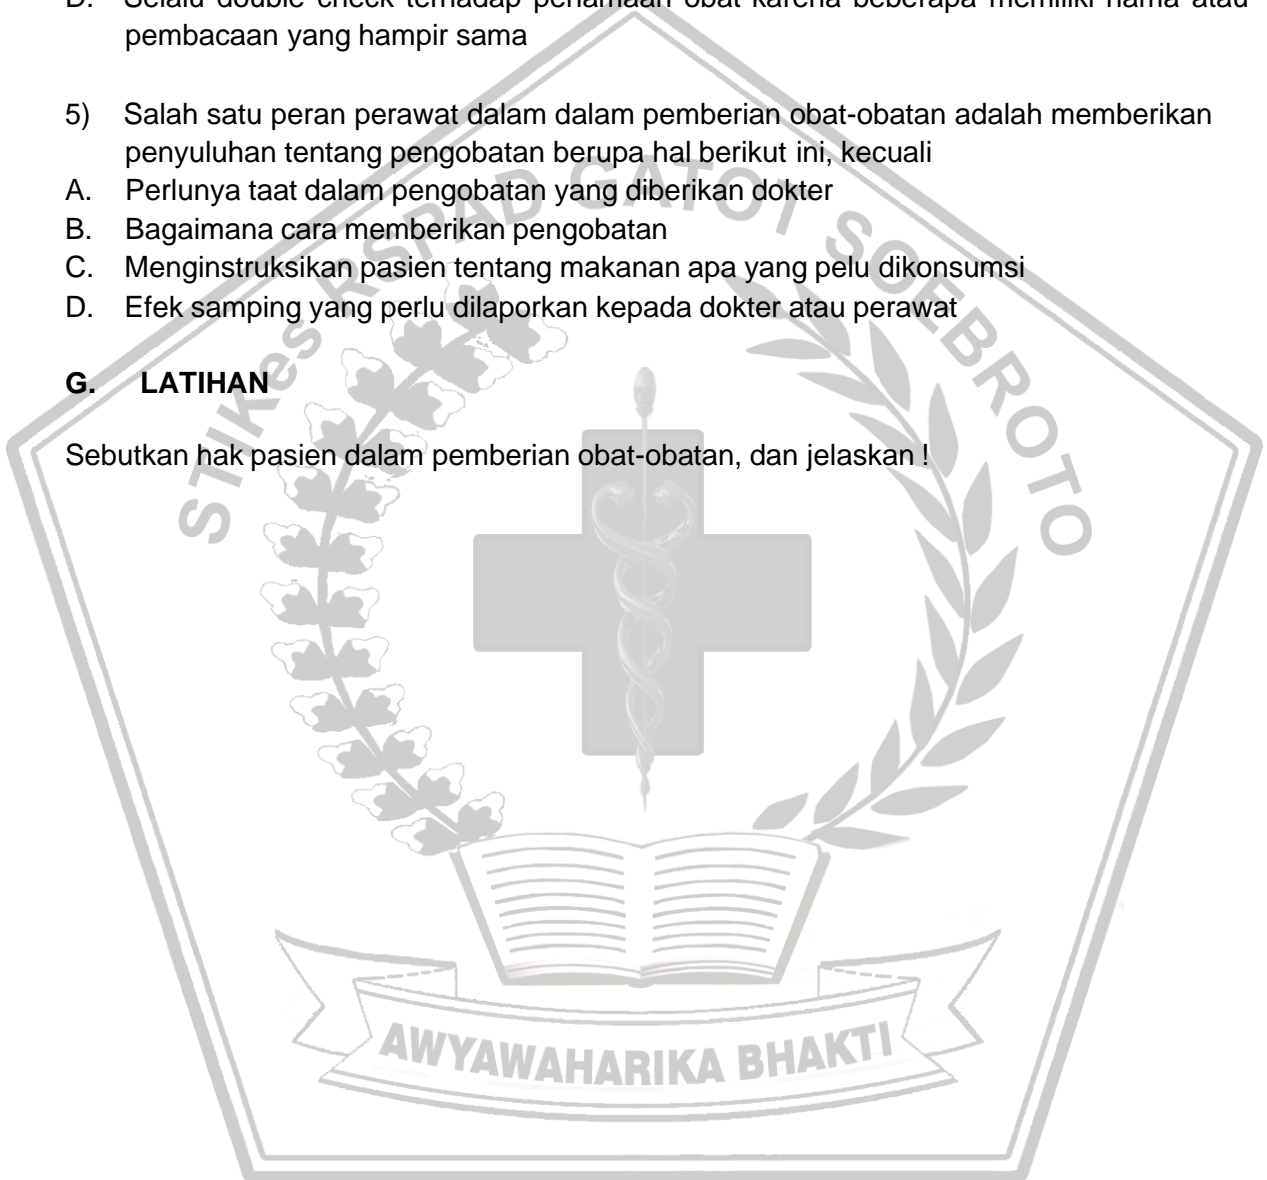 D. Selalu double check terhadap penamaan obat karena beberapa memiliki nama atau
pembacaan yang hampir sama
5) Salah satu peran perawat dalam dalam pemberian obat-obatan adalah memberikan
penyuluhan tentang pengobatan berupa hal berikut ini, kecuali
A. Perlunya taat dalam pengobatan yang diberikan dokter
B. Bagaimana cara memberikan pengobatan
C. Menginstruksikan pasien tentang makanan apa yang pelu dikonsumsi
D. Efek samping yang perlu dilaporkan kepada dokter atau perawat
G. LATIHAN
Sebutkan hak pasien dalam pemberian obat-obatan, dan jelaskan !
STIKes RSPAD GATOT SOEBROTO
AWYAWAHARIKA BHAKTI